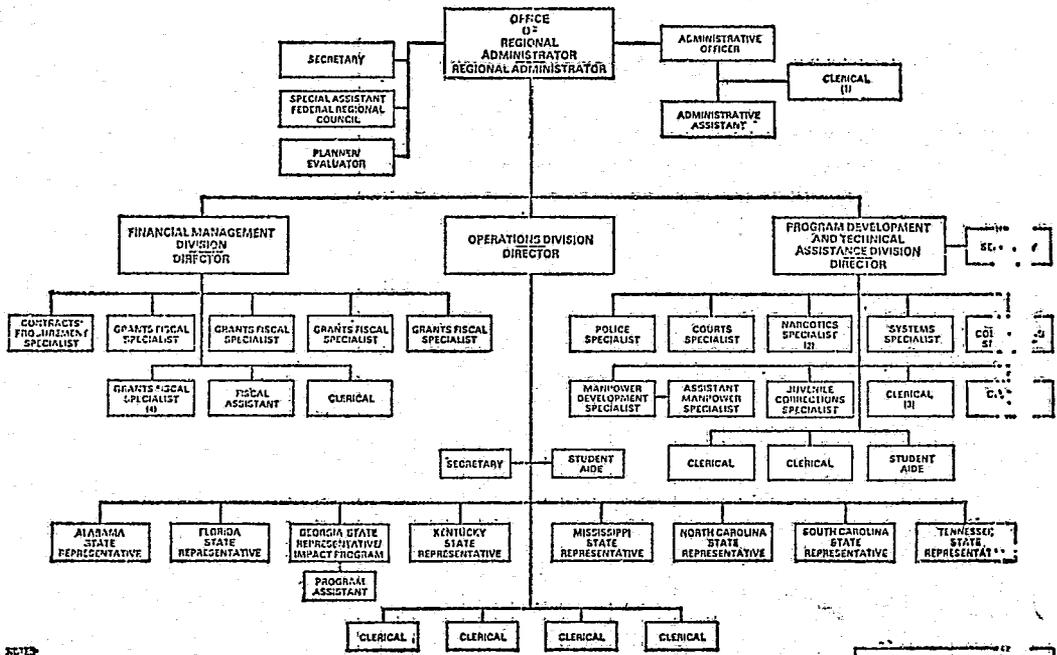 OFFICE
OF
REGIONAL
ADMINISTRATOR
REGIONAL ADMINISTRATOR
SECRETARY
SPECIAL ASSISTANT
FEDERAL REGIONAL
COUNCIL
PLANNER/
EVALUATOR
ADMINISTRATIVE
OFFICER
CLERICAL
(1)
ADMINISTRATIVE
ASSISTANT
FINANCIAL MANAGEMENT
DIVISION
DIRECTOR
OPERATIONS DIVISION
DIRECTOR
PROGRAM DEVELOPMENT
AND TECHNICAL
ASSISTANCE DIVISION
DIRECTOR
CONTRACTS
PROCUREMENT
SPECIALIST
GRANTS FISCAL
SPECIALIST
GRANTS FISCAL
SPECIALIST
GRANTS FISCAL
SPECIALIST
GRANTS FISCAL
SPECIALIST
GRANTS FISCAL
SPECIALIST
(4)
FISCAL
ASSISTANT
CLERICAL
POLICE
SPECIALIST
COURTS
SPECIALIST
NARCOTICS
SPECIALIST
(2)
SYSTEMS
SPECIALIST
MANPOWER
DEVELOPMENT
SPECIALIST
ASSISTANT
MANPOWER
SPECIALIST
JUVENILE
CORRECTIONS
SPECIALIST
CLERICAL
(3)
CLERICAL
CLERICAL
STUDENT
AIDE
SECRETARY
STUDENT
AIDE
ALABAMA
STATE
REPRESENTATIVE
FLORIDA
STATE
REPRESENTATIVE
GEORGIA STATE
REPRESENTATIVE/
IMPACT PROGRAM
PROGRAM
ASSISTANT
KENTUCKY
STATE
REPRESENTATIVE
MISSISSIPPI
STATE
REPRESENTATIVE
NORTH CAROLINA
STATE
REPRESENTATIVE
SOUTH CAROLINA
STATE
REPRESENTATIVE
TENNESSEE
STATE
CLERICAL
CLERICAL
CLERICAL
CLERICAL